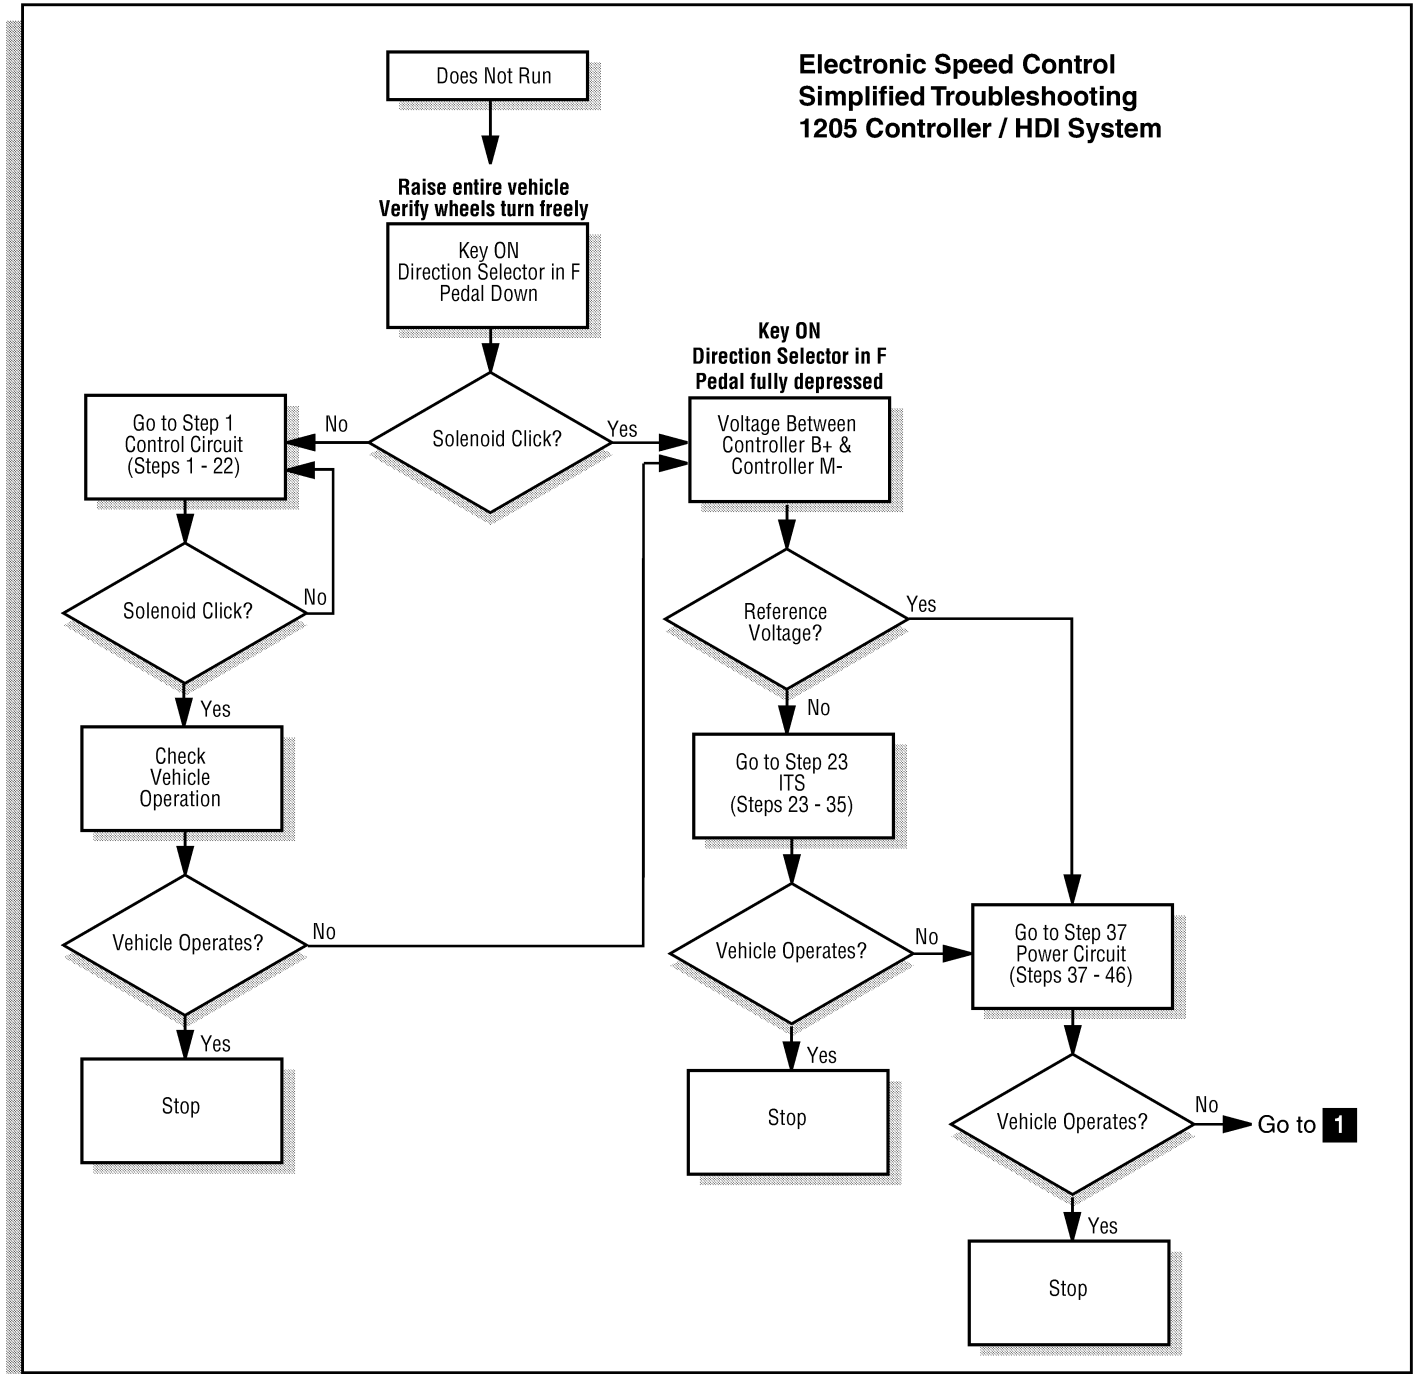 Electronic Speed Control
Simplified Troubleshooting
1205 Controller / HDI System
Does Not Run
Raise entire vehicle
Verify wheels turn freely
Key ON
Direction Selector in F
Pedal Down
Solenoid Click?
No
Yes
Go to Step 1
Control Circuit
(Steps 1 - 22)
Solenoid Click?
No
Yes
Check
Vehicle
Operation
Vehicle Operates?
No
Yes
Stop
Key ON
Direction Selector in F
Pedal fully depressed
Voltage Between
Controller B+ &
Controller M-
Reference
Voltage?
Yes
No
Go to Step 23
ITS
(Steps 23 - 35)
Vehicle Operates?
No
Yes
Stop
Go to Step 37
Power Circuit
(Steps 37 - 46)
Vehicle Operates?
No
Go to 1
Yes
Stop